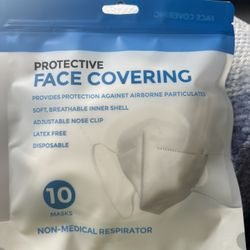 FACE COVERING
PROTECTIVE
FACE COVERING
PROVIDES PROTECTION AGAINST AIRBORNE PARTICULATES
SOFT, BREATHABLE INNER SHELL
ADJUSTABLE NOSE CLIP
LATEX FREE
DISPOSABLE
10
MASKS
NON-MEDICAL RESPIRATOR